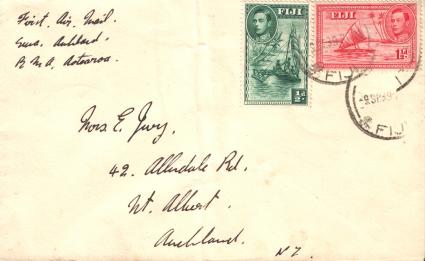 First Air Mail.
Suva, Auckland.
R.M.A. Aotearoa.
FIJI
½d
FIJI
1½d
FIJI
FIJI
Mrs E.
42. Allendale Rd.
Mt. Albert.
Auckland.
N Z.